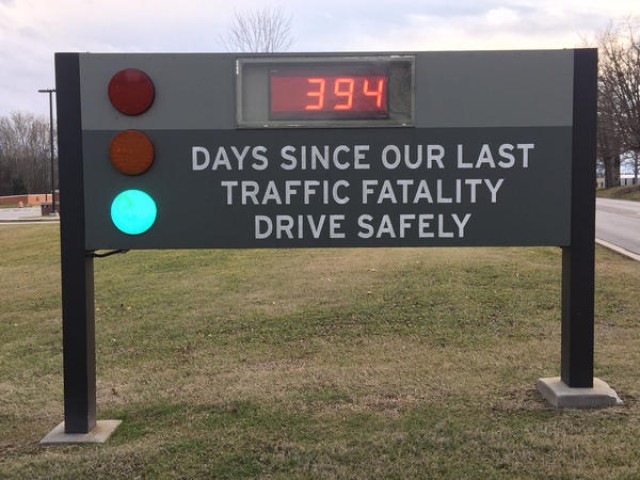 394
DAYS SINCE OUR LAST
TRAFFIC FATALITY
DRIVE SAFELY